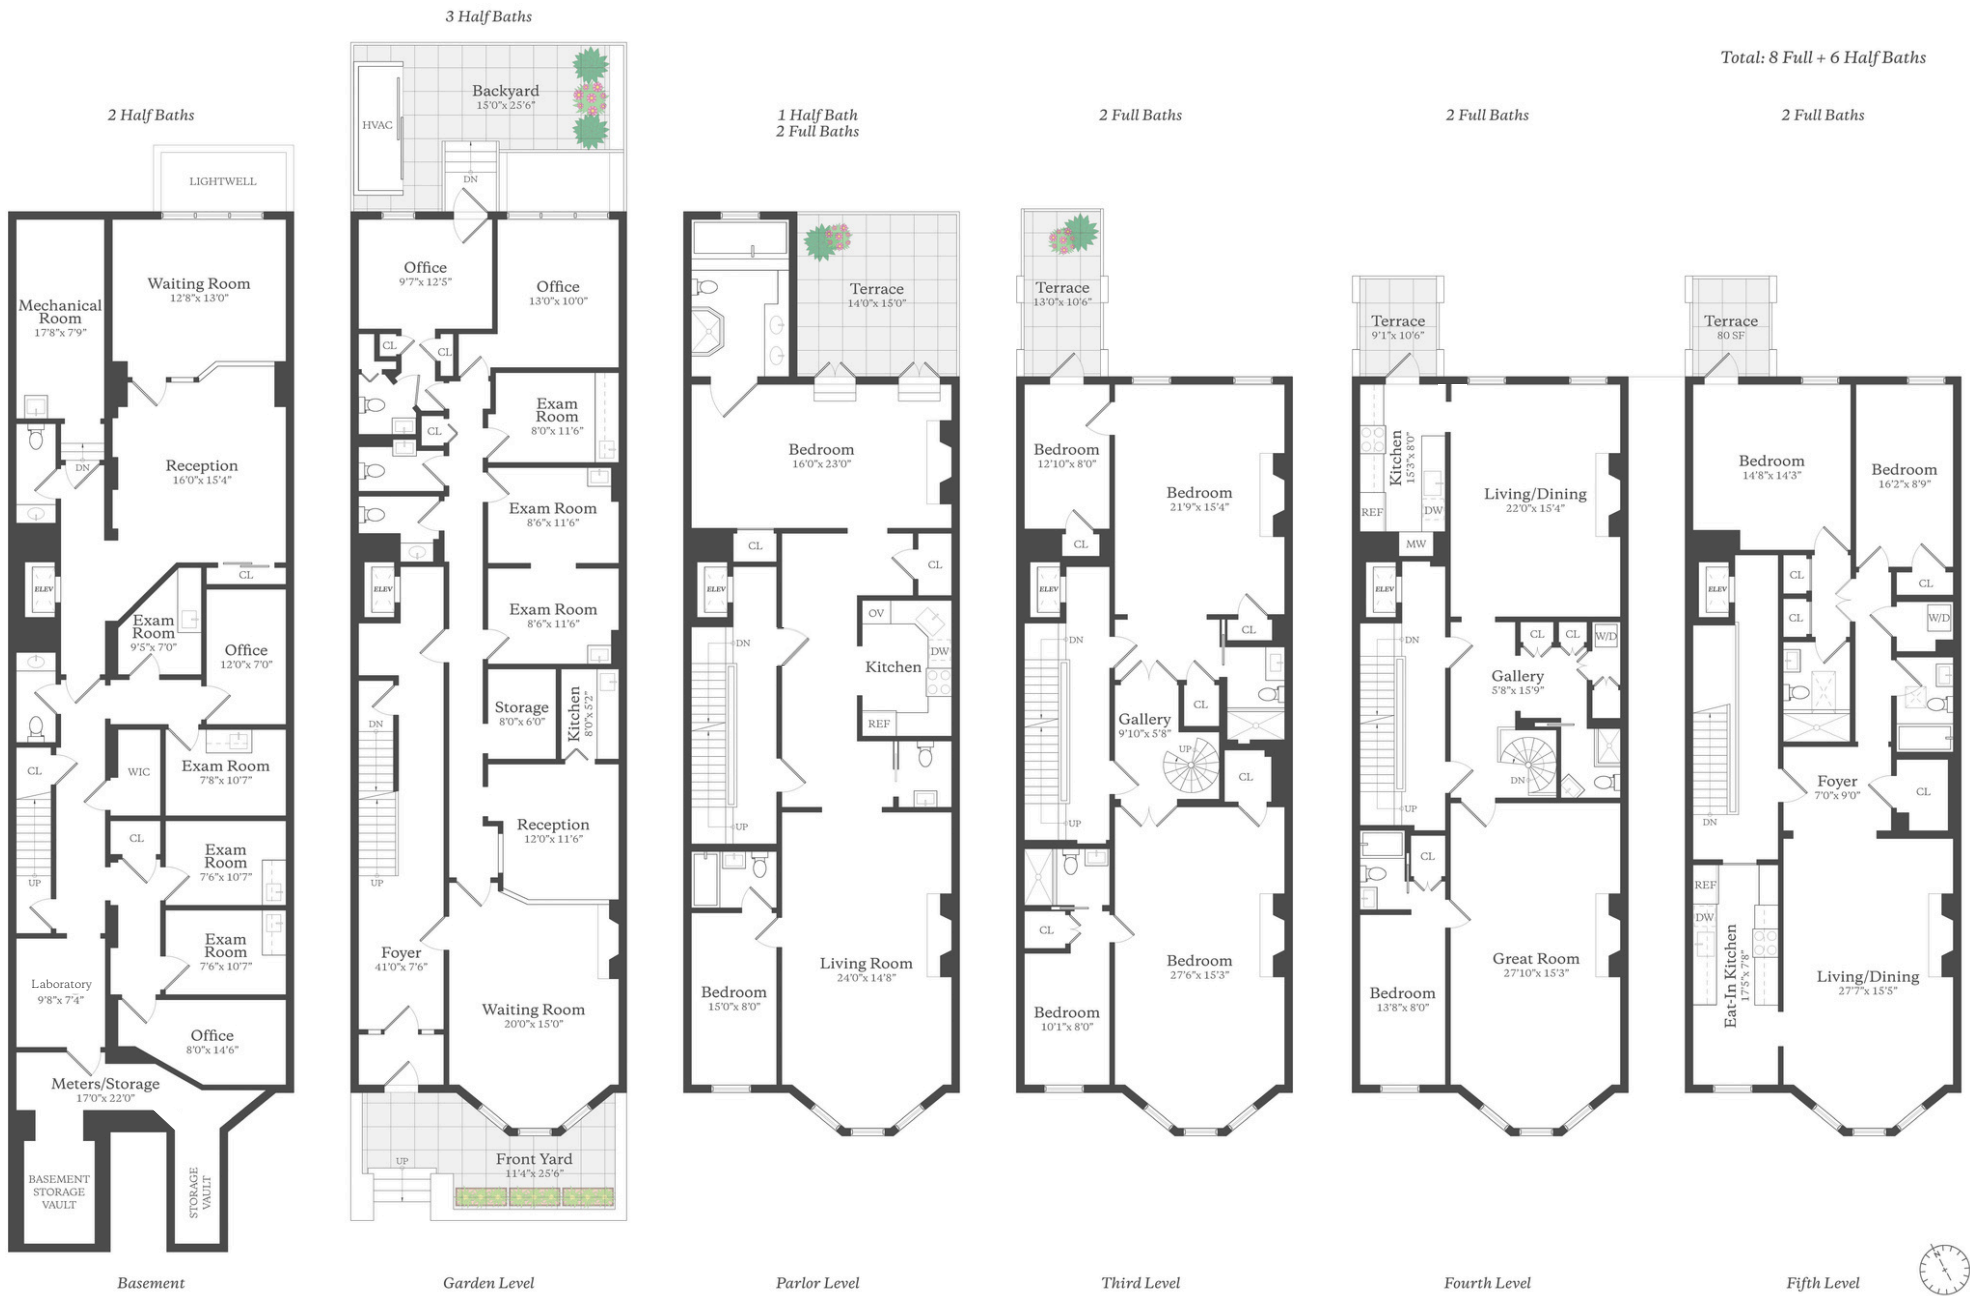 3 Half Baths
Total: 8 Full + 6 Half Baths
2 Half Baths
1 Half Bath
2 Full Baths
2 Full Baths
2 Full Baths
2 Full Baths
LIGHTWELL
Waiting Room
12'8"x 13'0"
Mechanical
Room
17'8"x 7'9"
DN
Reception
16'0"x 15'4"
CL
ELEV
Exam
Room
9'5"x 7'0"
Office
12'0"x 7'0"
CL
WIC
Exam Room
7'8"x 10'7"
CL
Exam
Room
7'6"x 10'7"
UP
Exam
Room
7'6"x 10'7"
Laboratory
9'8"x 7'4"
Office
8'0"x 14'6"
Meters/Storage
17'0"x 22'0"
BASEMENT
STORAGE
VAULT
STORAGE
VAULT
Basement
Backyard
15'0"x 25'6"
HVAC
DN
Office
9'7"x 12'5"
Office
13'0"x 10'0"
CL
CL
Exam
Room
8'0"x 11'6"
CL
Exam Room
8'6"x 11'6"
ELEV
Exam Room
8'6"x 11'6"
Storage
8'0"x 6'0"
Kitchen
8'0"x 5'2"
DN
Reception
12'0"x 11'6"
UP
Foyer
41'0"x 7'6"
Waiting Room
20'0"x 15'0"
Front Yard
11'4"x 25'6"
UP
Garden Level
Terrace
14'0"x 15'0"
Bedroom
16'0"x 23'0"
CL
CL
ELEV
OV
DN
DW
Kitchen
REF
UP
Living Room
24'0"x 14'8"
Bedroom
15'0"x 8'0"
Parlor Level
Terrace
13'0"x 10'6"
Bedroom
12'10"x 8'0"
Bedroom
21'9"x 15'4"
CL
ELEV
CL
DN
CL
Gallery
9'10"x 5'8"
UP
CL
UP
CL
Bedroom
27'6"x 15'3"
Bedroom
10'1"x 8'0"
Third Level
Terrace
9'1"x 10'6"
Kitchen
15'3"x 8'0"
Living/Dining
22'0"x 15'4"
REF
DW
MW
ELEV
CL
CL
W/D
DN
Gallery
5'8"x 15'9"
DN
UP
CL
Great Room
27'10"x 15'3"
Bedroom
13'8"x 8'0"
Fourth Level
Terrace
80 SF
Bedroom
14'8"x 14'3"
Bedroom
16'2"x 8'9"
CL
CL
ELEV
CL
W/D
Foyer
7'0"x 9'0"
CL
DN
REF
DW
Eat-In Kitchen
17'5"x 7'8"
Living/Dining
27'7"x 15'5"
Fifth Level
N